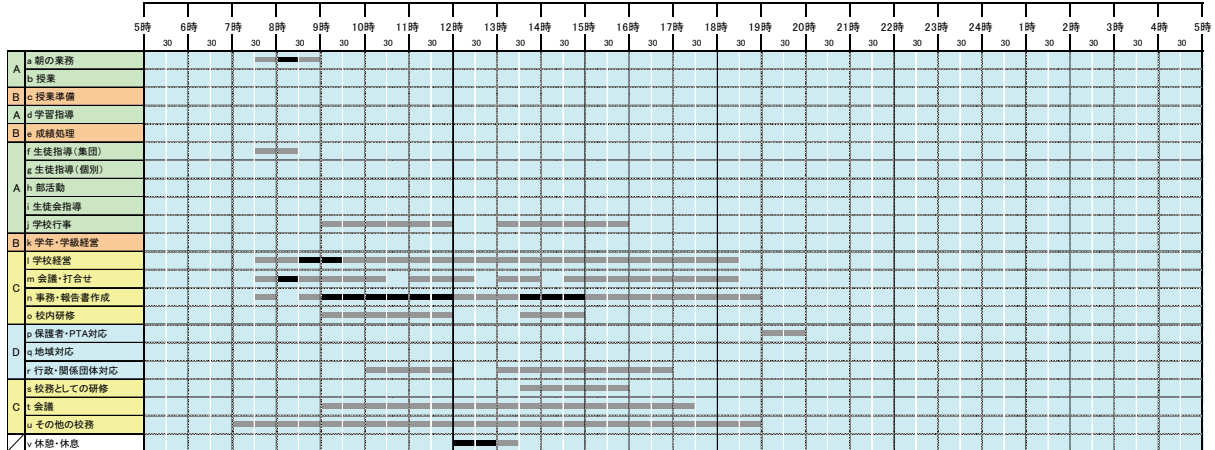 5時 6時 7時 8時 9時 10時 11時 12時 13時 14時 15時 16時 17時 18時 19時 20時 21時 22時 23時 24時 1時 2時 3時 4時 5時
30 30 30 30 30 30 30 30 30 30 30 30 30 30 30 30 30 30 30 30 30 30 30 30
A a 朝の業務
b 授業
B c 授業準備
A d 学習指導
B e 成績処理
A f 生徒指導(集団)
g 生徒指導(個別)
h 部活動
i 生徒会指導
j 学校行事
B k 学年・学級経営
C l 学校経営
m 会議・打合せ
n 事務・報告書作成
o 校内研修
D p 保護者・PTA対応
q 地域対応
r 行政・関係団体対応
C s 校務としての研修
t 会議
u その他の校務
v 休憩・休息